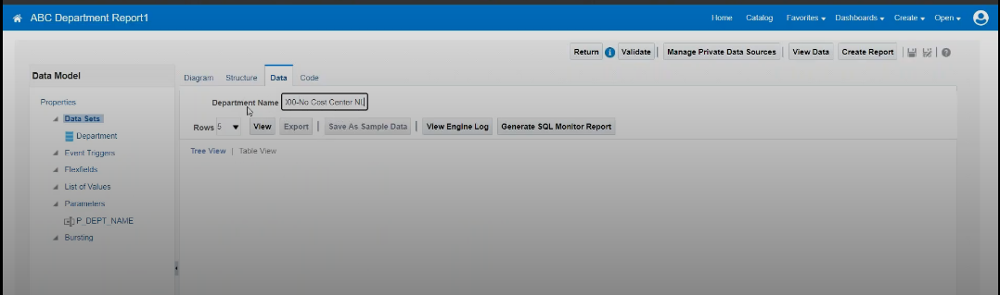 ABC Department Report1
Home Catalog Favorites Dashboards Create Open
Return Validate Manage Private Data Sources View Data Create Report
Data Model
Diagram Structure Data Code
Properties
Department Name 000-No Cost Center NL
Data Sets
Rows 5 View Export Save As Sample Data View Engine Log Generate SQL Monitor Report
Department
Tree View | Table View
Event Triggers
Flexfields
List of Values
Parameters
P_DEPT_NAME
Bursting